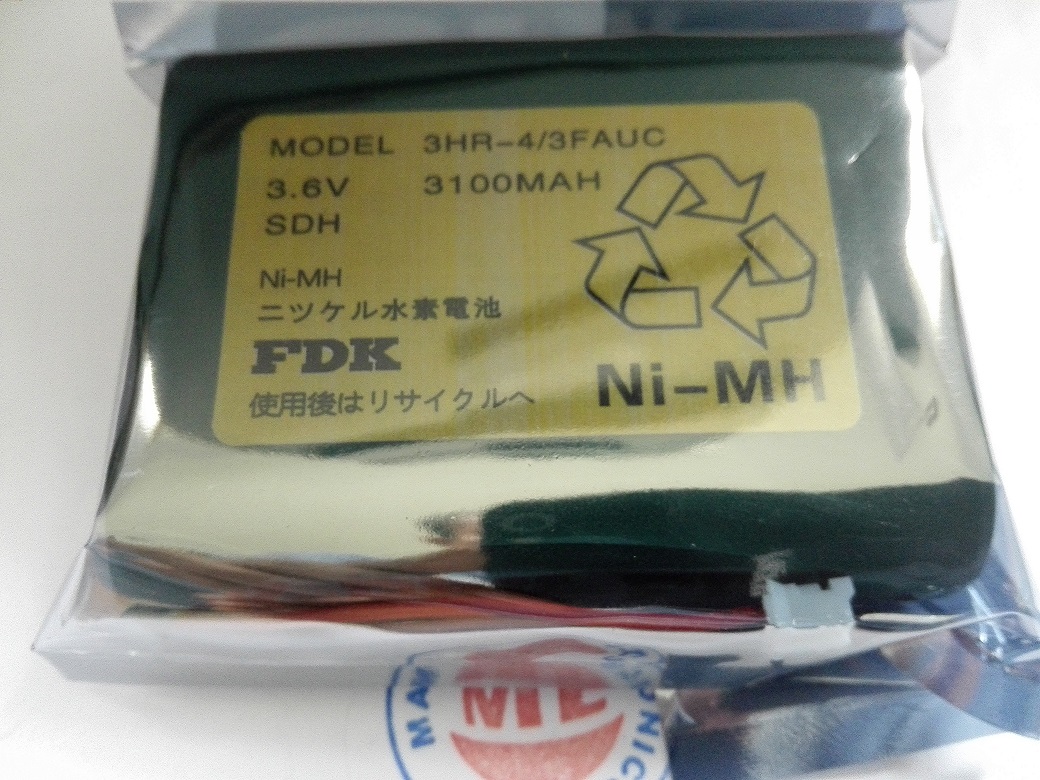 MODEL 3HR-4/3FAUC
3.6V 3100MAH
SDH
Ni-MH
ニツケル水素電池
FDK
使用後はリサイクルへ
Ni-MH
ME